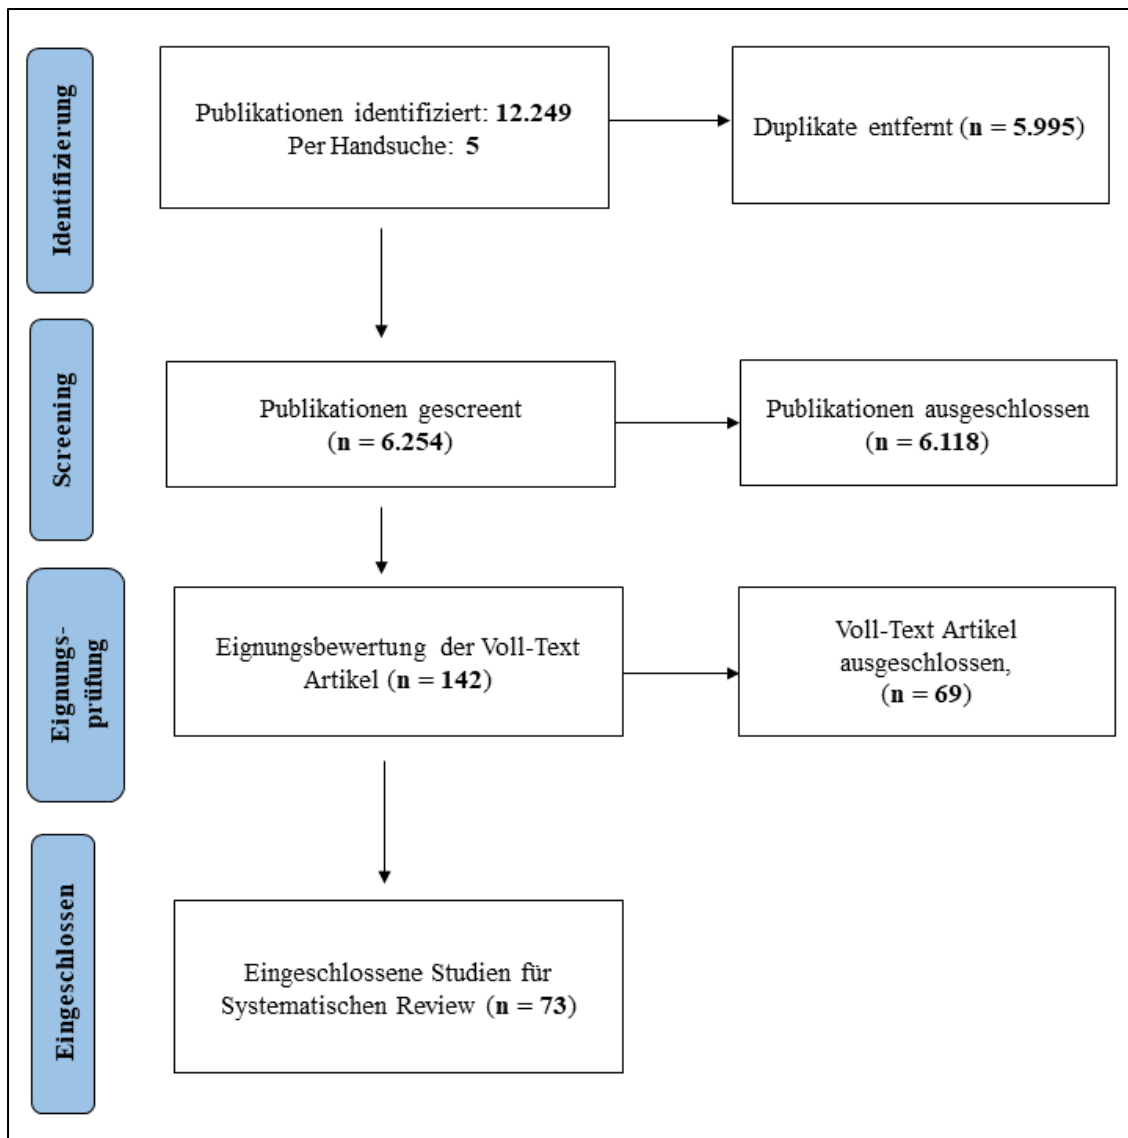 Identifizierung
Publikationen identifiziert: 12.249
Per Handsuche: 5
Duplikate entfernt (n = 5.995)
Screening
Publikationen gescreent
(n = 6.254)
Publikationen ausgeschlossen
(n = 6.118)
Eignungs-
prüfung
Eignungsbewertung der Voll-Text
Artikel (n = 142)
Voll-Text Artikel
ausgeschlossen,
(n = 69)
Eingeschlossen
Eingeschlossene Studien für
Systematischen Review (n = 73)